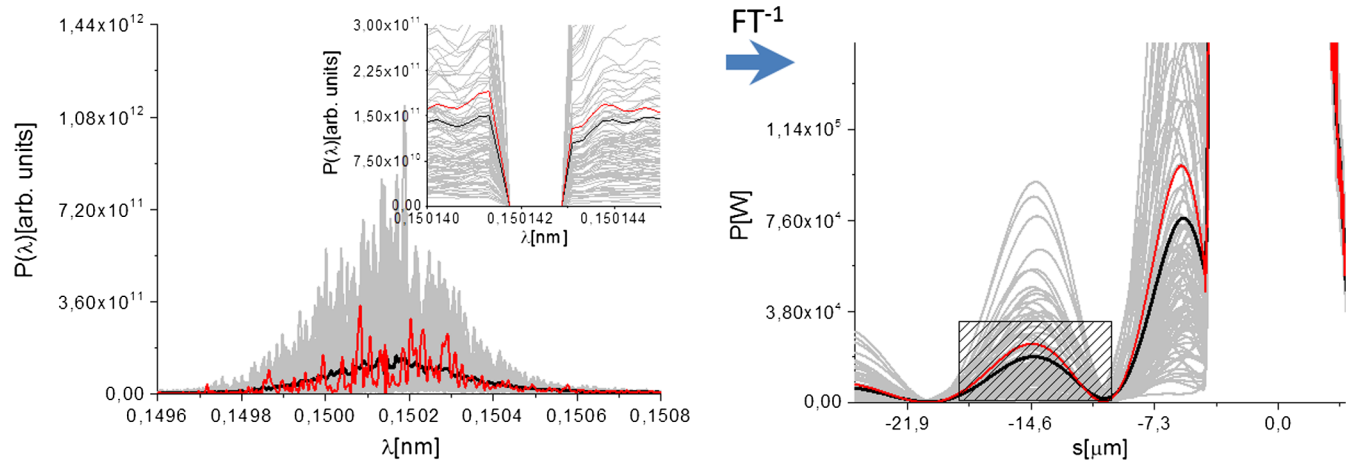 1,44x10¹²
1,08x10¹²
7,20x10¹¹
3,60x10¹¹
0,00
P(λ)[arb. units]
0,1496
0,1498
0,1500
0,1502
0,1504
0,1506
0,1508
λ[nm]
3,00x10¹¹
2,25x10¹¹
1,50x10¹¹
7,50x10¹⁰
0,00
P(λ)[arb. units]
0,150140
0,150142
0,150144
λ[nm]
FT⁻¹
1,14x10⁵
7,60x10⁴
3,80x10⁴
0,00
P[W]
-21,9
-14,6
-7,3
0,0
s[μm]